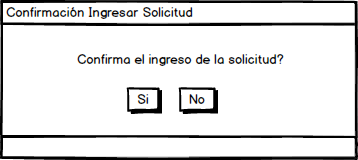 Confirmación Ingresar Solicitud
Confirma el ingreso de la solicitud?
Si No